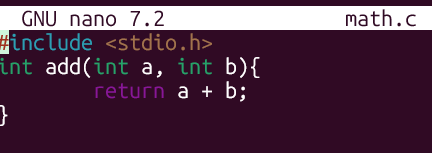 GNU nano 7.2 math.c
#include <stdio.h>
int add(int a, int b){
        return a + b;
}